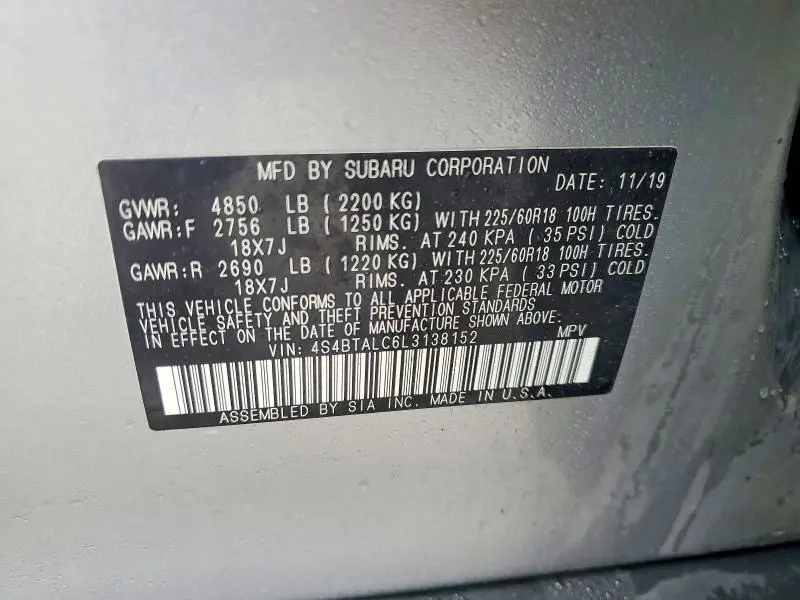 MFD BY SUBARU CORPORATION
DATE: 11/19
GVWR: 4850 LB (2200 KG)
GAWR:F 2756 LB (1250 KG) WITH 225/60R18 100H TIRES.
18X7J RIMS. AT 240 KPA (35 PSI) COLD
GAWR:R 2690 LB (1220 KG) WITH 225/60R18 100H TIRES.
18X7J RIMS. AT 230 KPA (33 PSI) COLD
THIS VEHICLE CONFORMS TO ALL APPLICABLE FEDERAL MOTOR
VEHICLE SAFETY AND THEFT PREVENTION STANDARDS
IN EFFECT ON THE DATE OF MANUFACTURE SHOWN ABOVE.
VIN: 4S4BTALC6L3138152 MPV
ASSEMBLED BY SIA INC. MADE IN U.S.A.